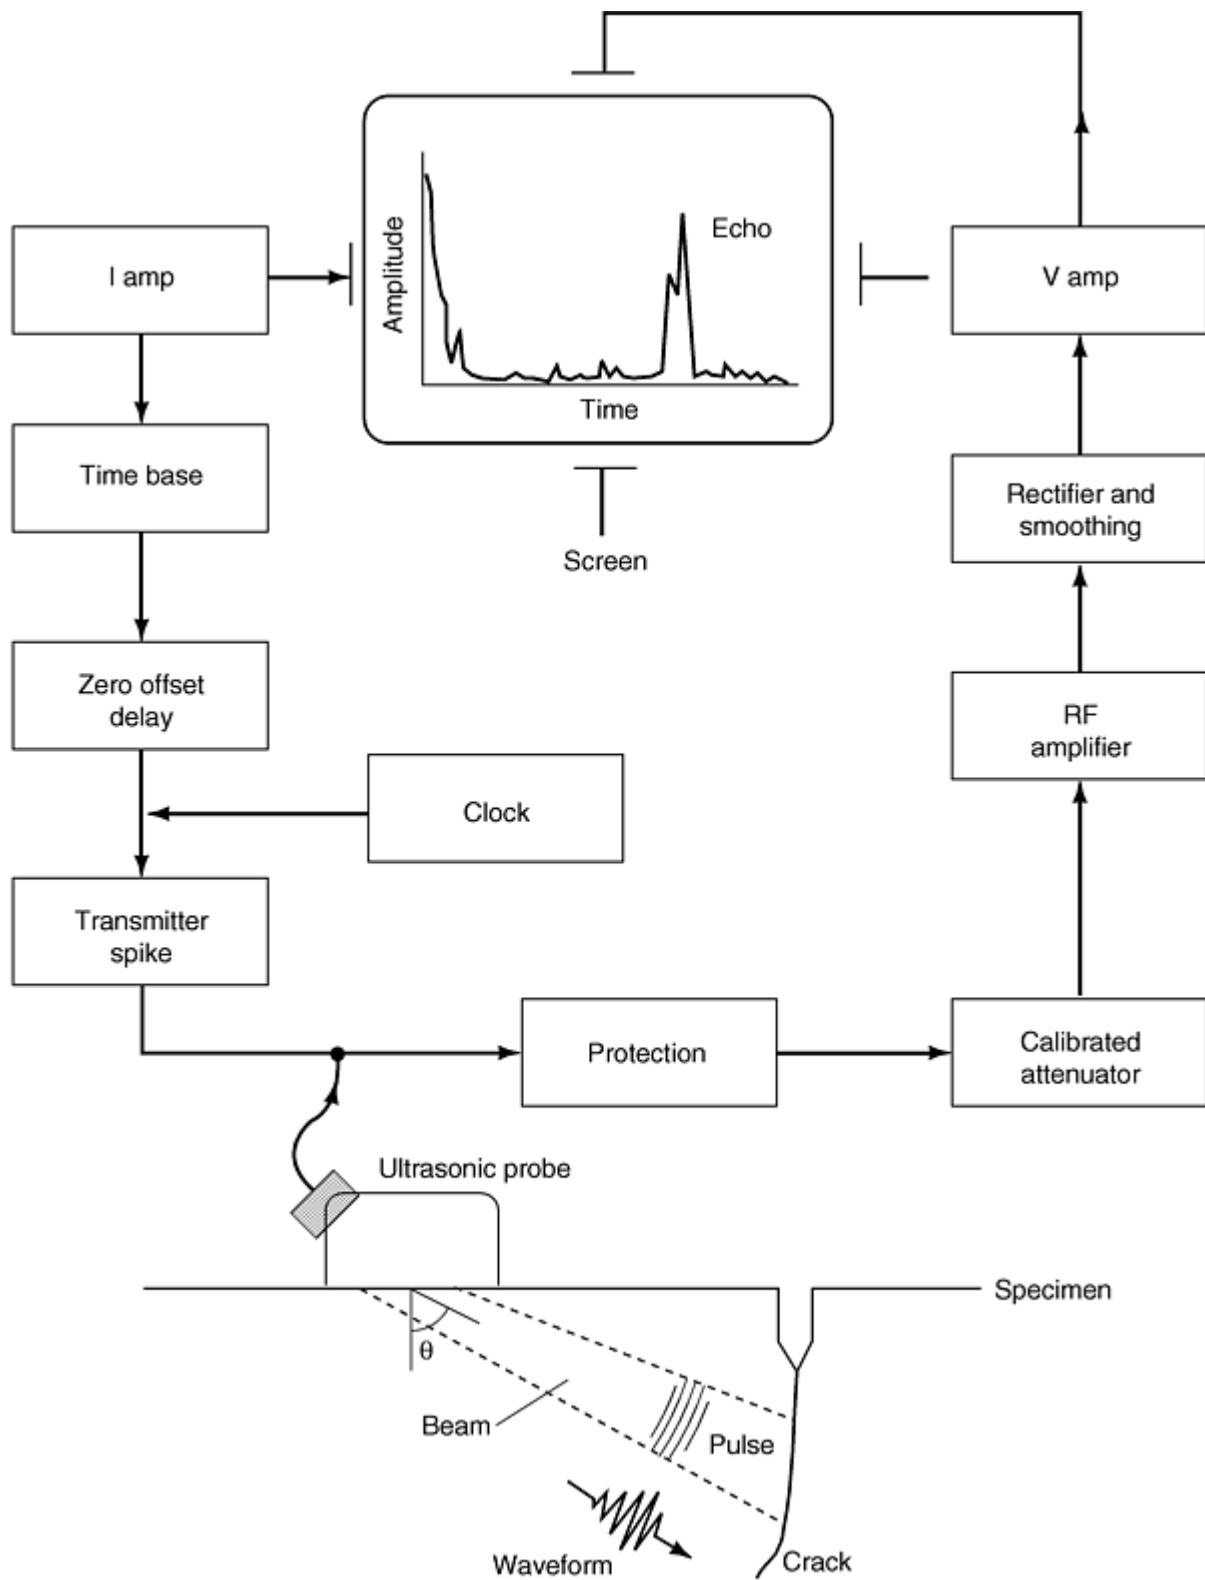 Echo
Amplitude
Time
I amp
V amp
Time base
Rectifier and
smoothing
Screen
Zero offset
delay
RF
amplifier
Clock
Transmitter
spike
Protection
Calibrated
attenuator
Ultrasonic probe
Specimen
θ
Beam
Pulse
Waveform
Crack